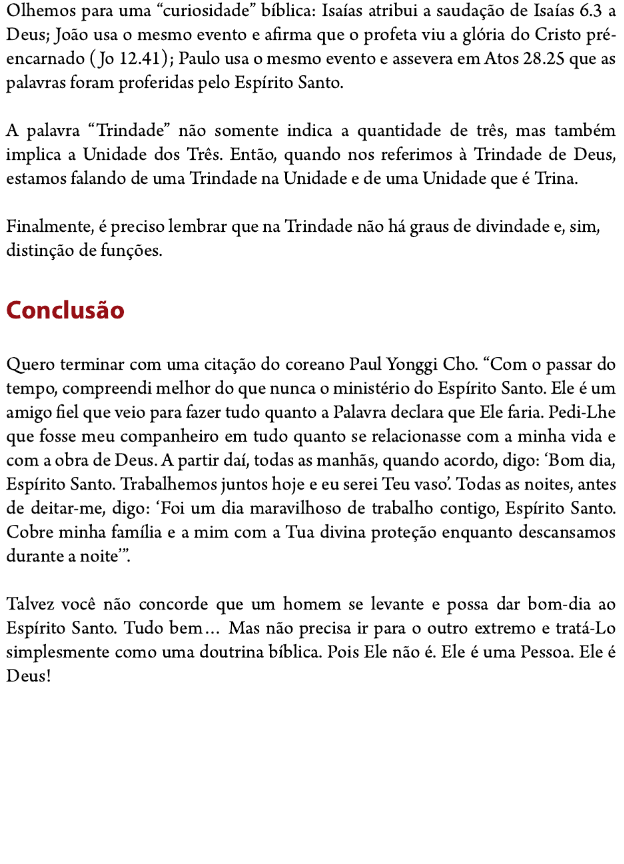 Olhemos para uma “curiosidade” bíblica: Isaías atribui a saudação de Isaías 6.3 a
Deus; João usa o mesmo evento e afirma que o profeta viu a glória do Cristo pré-
encarnado (Jo 12.41); Paulo usa o mesmo evento e assevera em Atos 28.25 que as
palavras foram proferidas pelo Espírito Santo.
A palavra “Trindade” não somente indica a quantidade de três, mas também
implica a Unidade dos Três. Então, quando nos referimos à Trindade de Deus,
estamos falando de uma Trindade na Unidade e de uma Unidade que é Trina.
Finalmente, é preciso lembrar que na Trindade não há graus de divindade e, sim,
distinção de funções.
Conclusão
Quero terminar com uma citação do coreano Paul Yonggi Cho. “Com o passar do
tempo, compreendi melhor do que nunca o ministério do Espírito Santo. Ele é um
amigo fiel que veio para fazer tudo quanto a Palavra declara que Ele faria. Pedi-Lhe
que fosse meu companheiro em tudo quanto se relacionasse com a minha vida e
com a obra de Deus. A partir daí, todas as manhãs, quando acordo, digo: ‘Bom dia,
Espírito Santo. Trabalhemos juntos hoje e eu serei Teu vaso’. Todas as noites, antes
de deitar-me, digo: ‘Foi um dia maravilhoso de trabalho contigo, Espírito Santo.
Cobre minha família e a mim com a Tua divina proteção enquanto descansamos
durante a noite’”.
Talvez você não concorde que um homem se levante e possa dar bom-dia ao
Espírito Santo. Tudo bem… Mas não precisa ir para o outro extremo e tratá-Lo
simplesmente como uma doutrina bíblica. Pois Ele não é. Ele é uma Pessoa. Ele é
Deus!